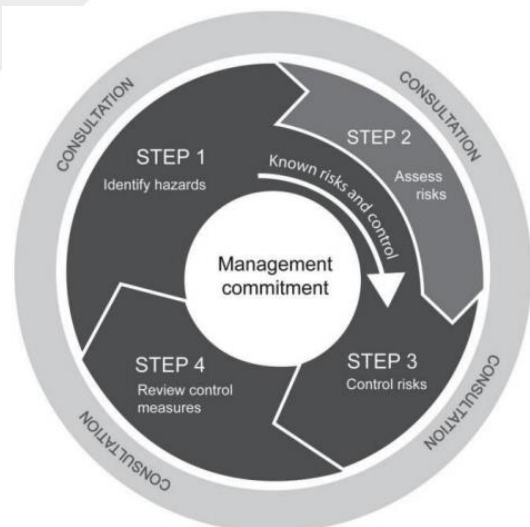 CONSULTATION
CONSULTATION
STEP 1
Identify hazards
STEP 2
Assess
risks
Known risks and control
Management
commitment
STEP 3
Control risks
STEP 4
Review control
measures
CONSULTATION
CONSULTATION